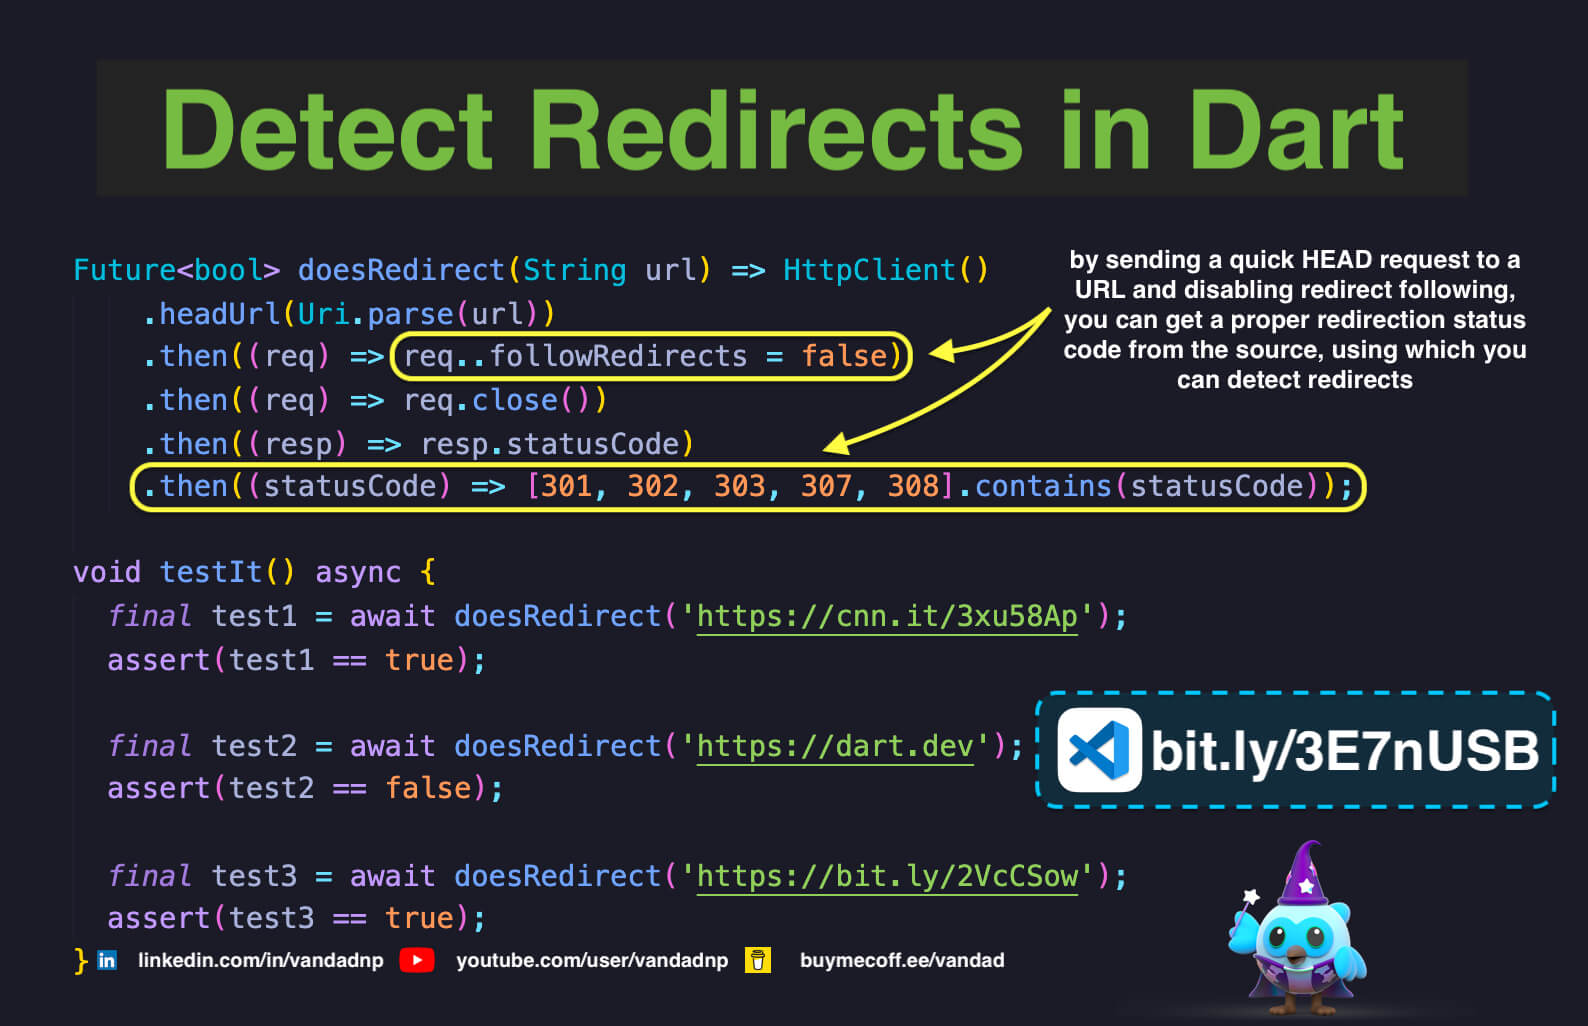 Detect Redirects in Dart
Future<bool> doesRedirect(String url) => HttpClient()
.headUrl(Uri.parse(url))
.then((req) => req..followRedirects = false)
.then((req) => req.close())
.then((resp) => resp.statusCode)
.then((statusCode) => [301, 302, 303, 307, 308].contains(statusCode));
by sending a quick HEAD request to a
URL and disabling redirect following,
you can get a proper redirection status
code from the source, using which you
can detect redirects
void testIt() async {
final test1 = await doesRedirect('https://cnn.it/3xu58Ap');
assert(test1 == true);
final test2 = await doesRedirect('https://dart.dev');
assert(test2 == false);
bit.ly/3E7nUSB
final test3 = await doesRedirect('https://bit.ly/2VcCSow');
assert(test3 == true);
}
in linkedin.com/in/vandadnp youtube.com/user/vandadnp buymecoff.ee/vandad